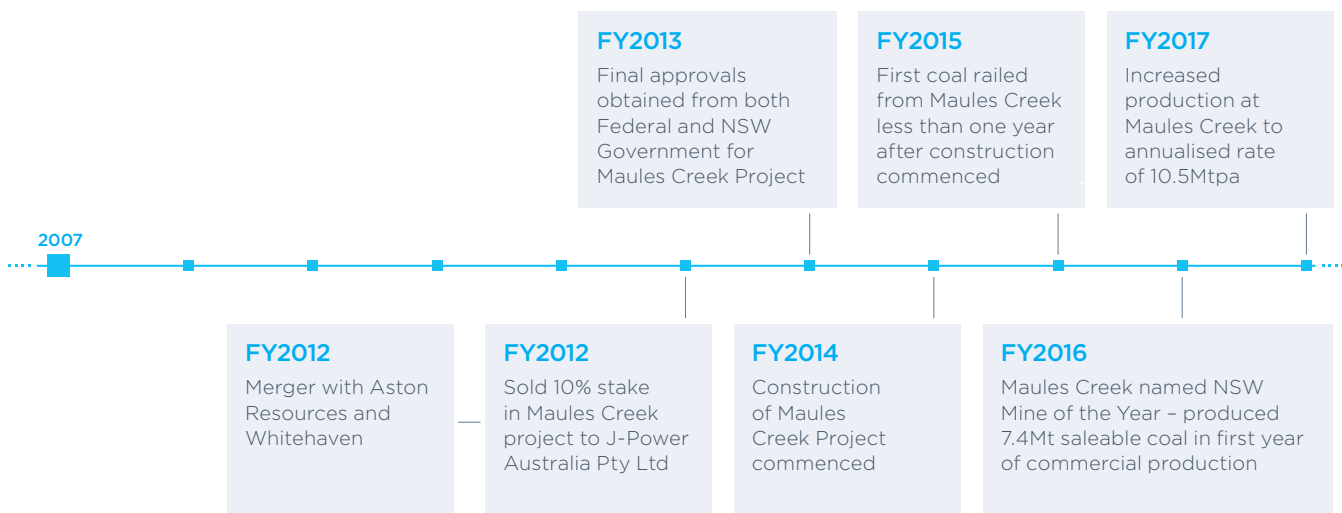 FY2013
Final approvals
obtained from both
Federal and NSW
Government for
Maules Creek Project
FY2015
First coal railed
from Maules Creek
less than one year
after construction
commenced
FY2017
Increased
production at
Maules Creek to
annualised rate
of 10.5Mtpa
2007
FY2012
Merger with Aston
Resources and
Whitehaven
FY2012
Sold 10% stake
in Maules Creek
project to J-Power
Australia Pty Ltd
FY2014
Construction
of Maules
Creek Project
commenced
FY2016
Maules Creek named NSW
Mine of the Year – produced
7.4Mt saleable coal in first year
of commercial production